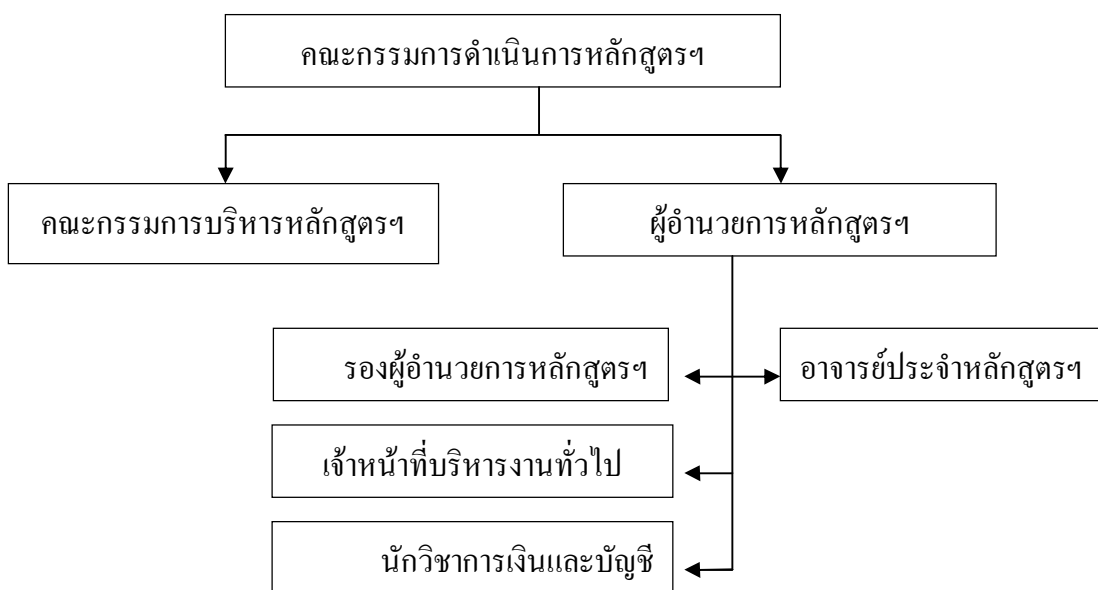 คณะกรรมการดำเนินการหลักสูตรฯ
คณะกรรมการบริหารหลักสูตรฯ
ผู้อำนวยการหลักสูตรฯ
รองผู้อำนวยการหลักสูตรฯ
อาจารย์ประจำหลักสูตรฯ
เจ้าหน้าที่บริหารงานทั่วไป
นักวิชาการเงินและบัญชี